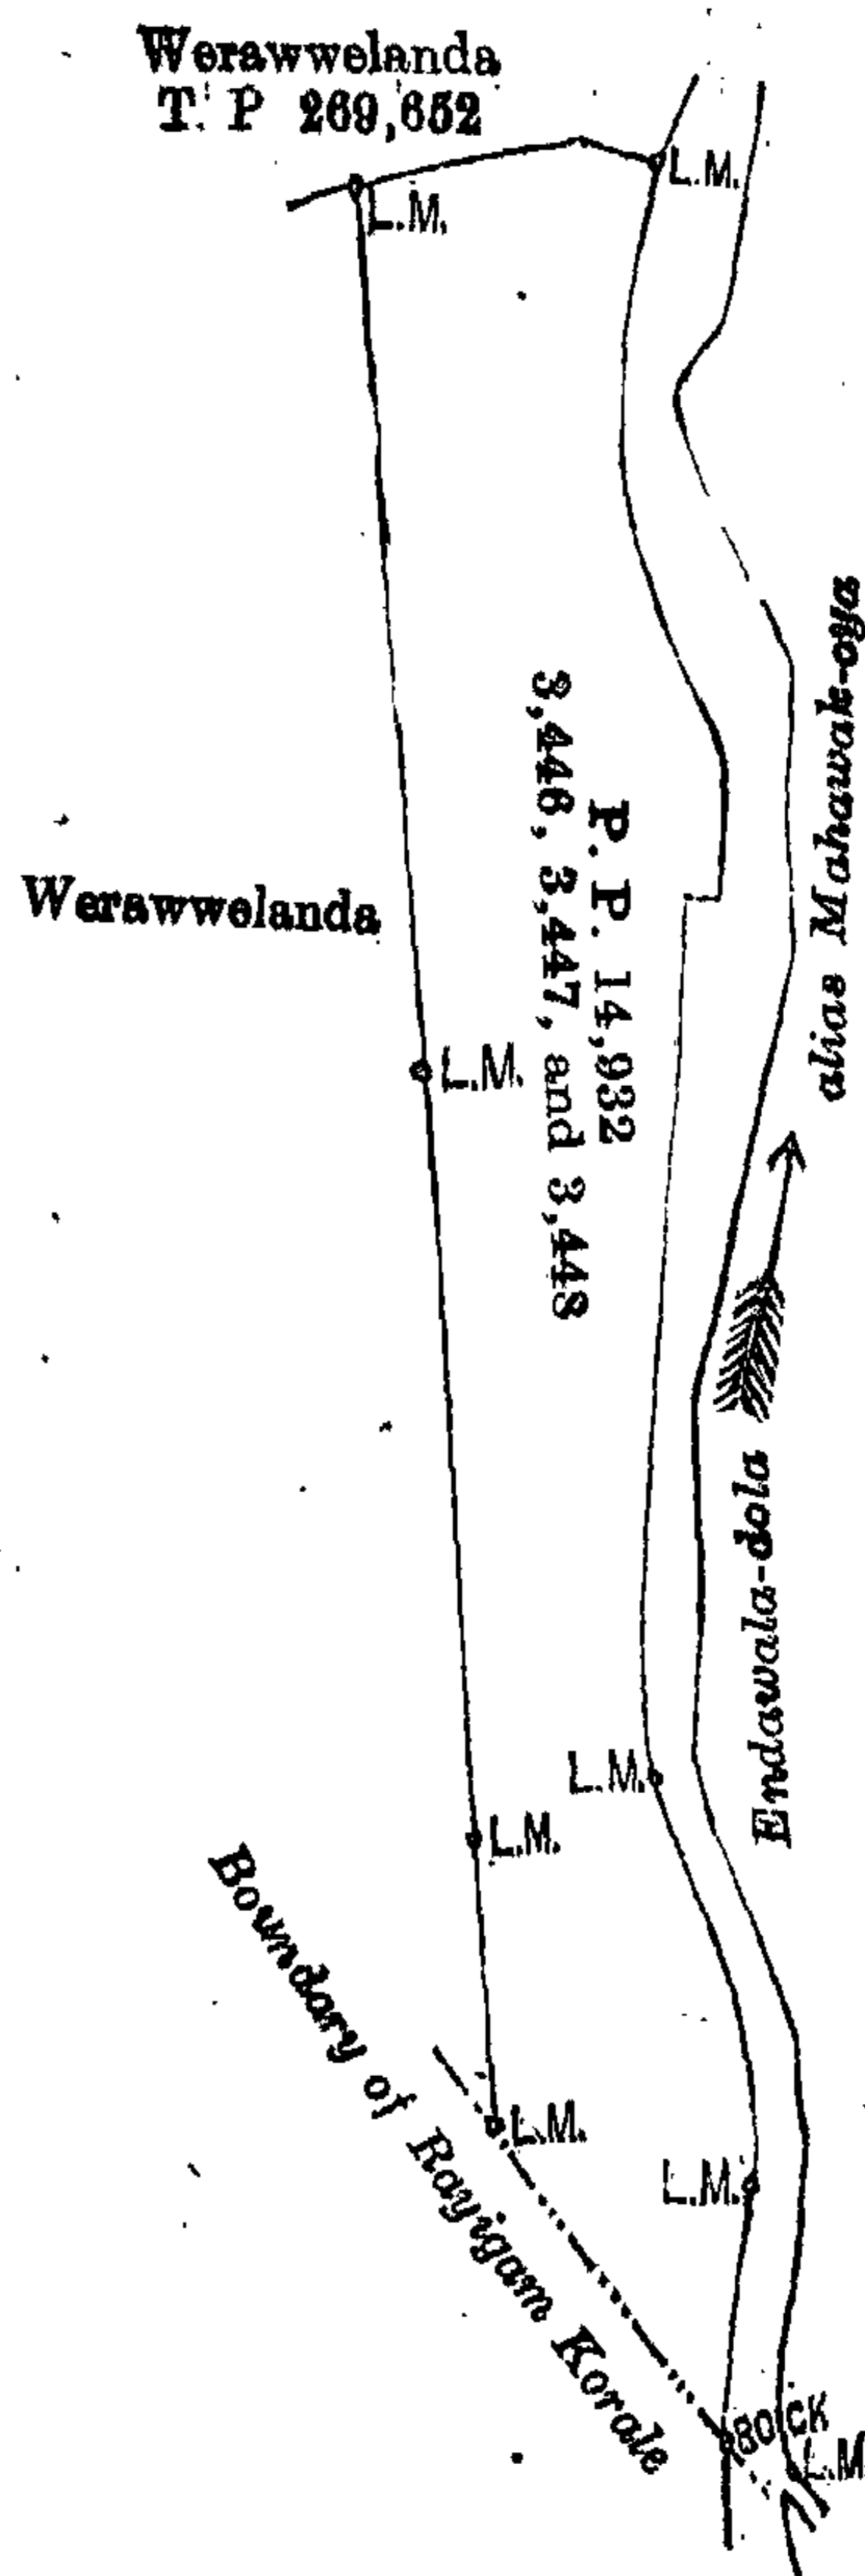 Werawwelanda
T. P 269,652
L.M.
L.M.
P. P. 14,932
3,446, 3,447, and 3,448
alias Mahawak-oya
Werawwelanda
L.M.
Endawala-dola
L.M.
L.M.
Boundary of Rayigam Korale
L.M.
L.M.
L.M.